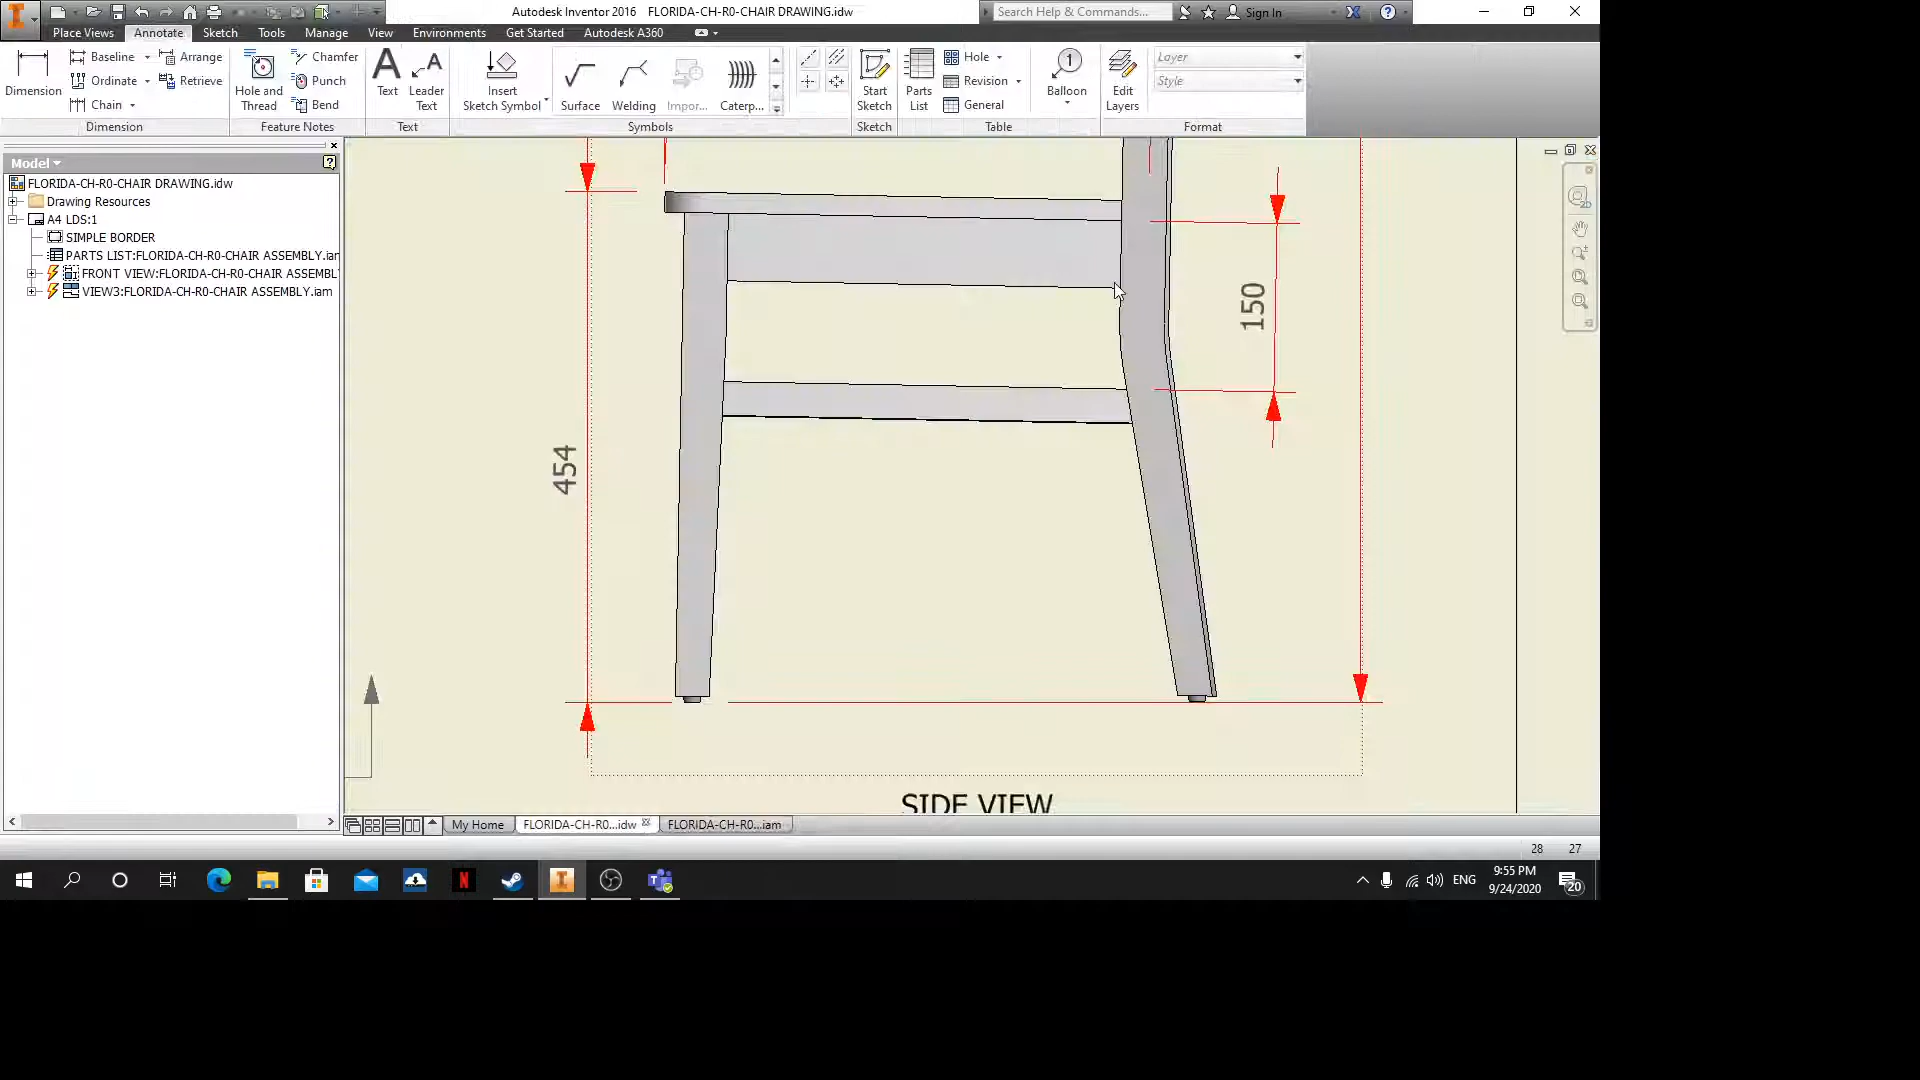 Autodesk Inventor 2016 FLORIDA-CH-R0-CHAIR DRAWING.idw
Search Help & Commands...
Sign In
Place Views Annotate Sketch Tools Manage View Environments Get Started Autodesk A360
Dimension
Baseline
Ordinate
Chain
Arrange
Retrieve
Dimension
Hole and
Thread
Chamfer
Punch
Bend
Feature Notes
Text
Leader
Text
Text
Insert
Sketch Symbol
Surface
Welding
Impor...
Caterp...
Symbols
Start
Sketch
Sketch
Parts
List
Hole
Revision
General
Table
1
Balloon
Edit
Layers
Layer
Style
Format
Model
FLORIDA-CH-R0-CHAIR DRAWING.idw
Drawing Resources
A4 LDS:1
SIMPLE BORDER
PARTS LIST:FLORIDA-CH-R0-CHAIR ASSEMBLY.iar
FRONT VIEW:FLORIDA-CH-R0-CHAIR ASSEMBL
VIEW3:FLORIDA-CH-R0-CHAIR ASSEMBLY.iam
2D
150
454
SIDE VIEW
My Home FLORIDA-CH-R0...idw FLORIDA-CH-R0...iam
28 27
ENG
9:55 PM
9/24/2020
20